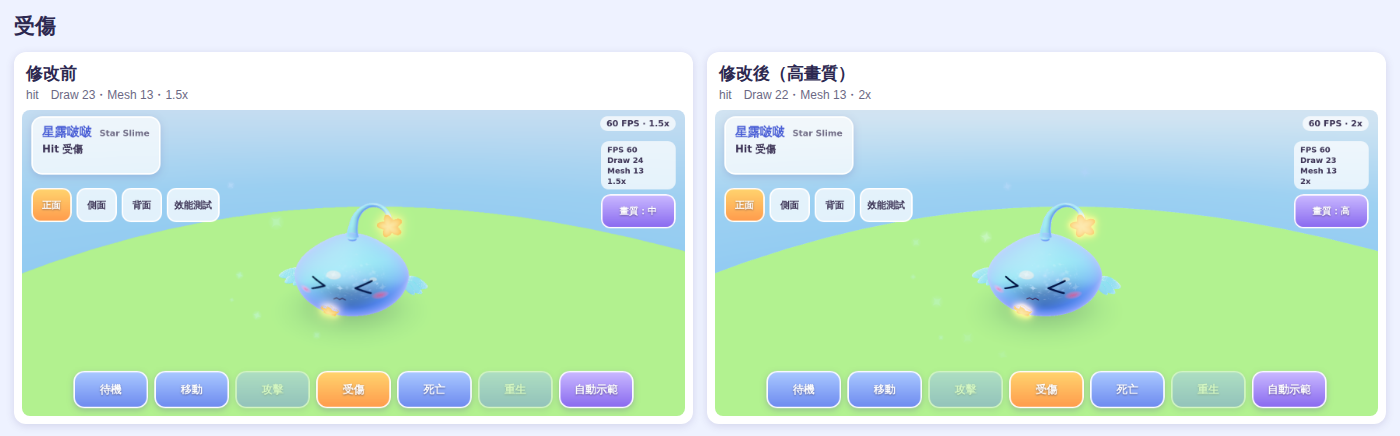 受傷
修改前
hit Draw 23・Mesh 13・1.5x
星露啵啵 Star Slime
Hit 受傷
60 FPS · 1.5x
FPS 60
Draw 24
Mesh 13
1.5x
正面 側面 背面 效能測試
畫質：中
待機 移動 攻擊 受傷 死亡 重生 自動示範
修改後（高畫質）
hit Draw 22・Mesh 13・2x
星露啵啵 Star Slime
Hit 受傷
60 FPS · 2x
FPS 60
Draw 23
Mesh 13
2x
正面 側面 背面 效能測試
畫質：高
待機 移動 攻擊 受傷 死亡 重生 自動示範